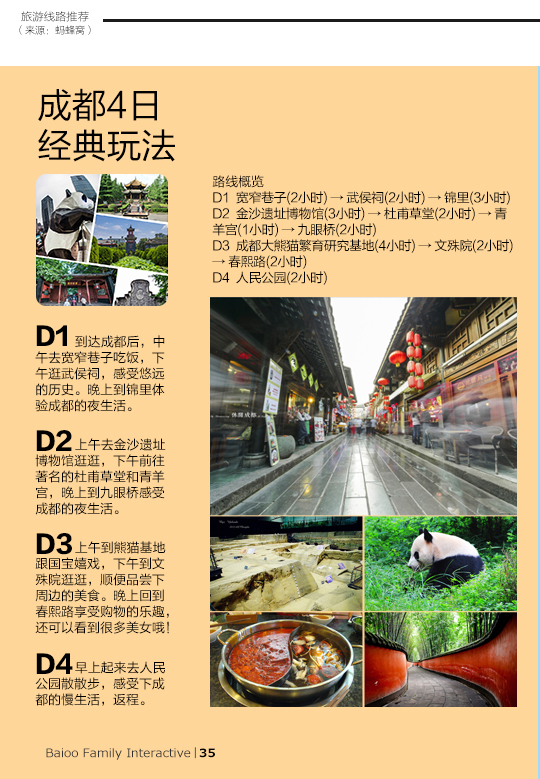 旅游线路推荐
（来源：蚂蜂窝）
成都4日
经典玩法
路线概览
D1 宽窄巷子(2小时)→武侯祠(2小时)→锦里(3小时)
D2 金沙遗址博物馆(3小时)→杜甫草堂(2小时)→青
羊宫(1小时)→九眼桥(2小时)
D3 成都大熊猫繁育研究基地(4小时)→文殊院(2小时)
→春熙路(2小时)
D4 人民公园(2小时)
D1 到达成都后，中
午去宽窄巷子吃饭，下
午逛武侯祠，感受悠远
的历史。晚上到锦里体
验成都的夜生活。
D2 上午去金沙遗址
博物馆逛逛，下午前往
著名的杜甫草堂和青羊
宫，晚上到九眼桥感受
成都的夜生活。
D3 上午到熊猫基地
跟国宝嬉戏，下午到文
殊院逛逛，顺便品尝下
周边的美食。晚上回到
春熙路享受购物的乐趣，
还可以看到很多美女哦！
D4 早上起来去人民
公园散散步，感受下成
都的慢生活，返程。
Baioo Family Interactive | 35